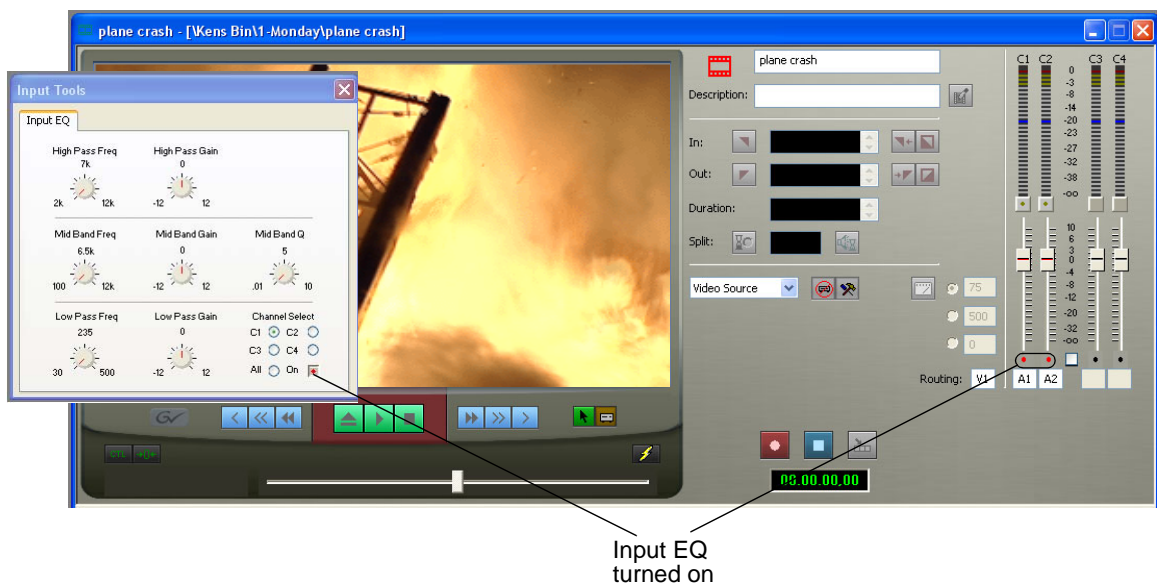 plane crash - [\Kens Bin\1-Monday\plane crash]
Input Tools
Input EQ
High Pass Freq
7k
2k 12k
High Pass Gain
0
-12 12
Mid Band Freq
6.5k
100 12k
Mid Band Gain
0
-12 12
Mid Band Q
5
.01 10
Low Pass Freq
235
30 500
Low Pass Gain
0
-12 12
Channel Select
C1 C2
C3 C4
All On
plane crash
Description:
In:
Out:
Duration:
Split:
Video Source
75
500
0
Routing: V1 A1 A2
C1 C2 C3 C4
0
-3
-8
-14
-20
-23
-27
-32
-38
-oo
10
6
3
0
-4
-8
-12
-20
-32
-oo
GV
CTL
00.00.00,00
Input EQ
turned on